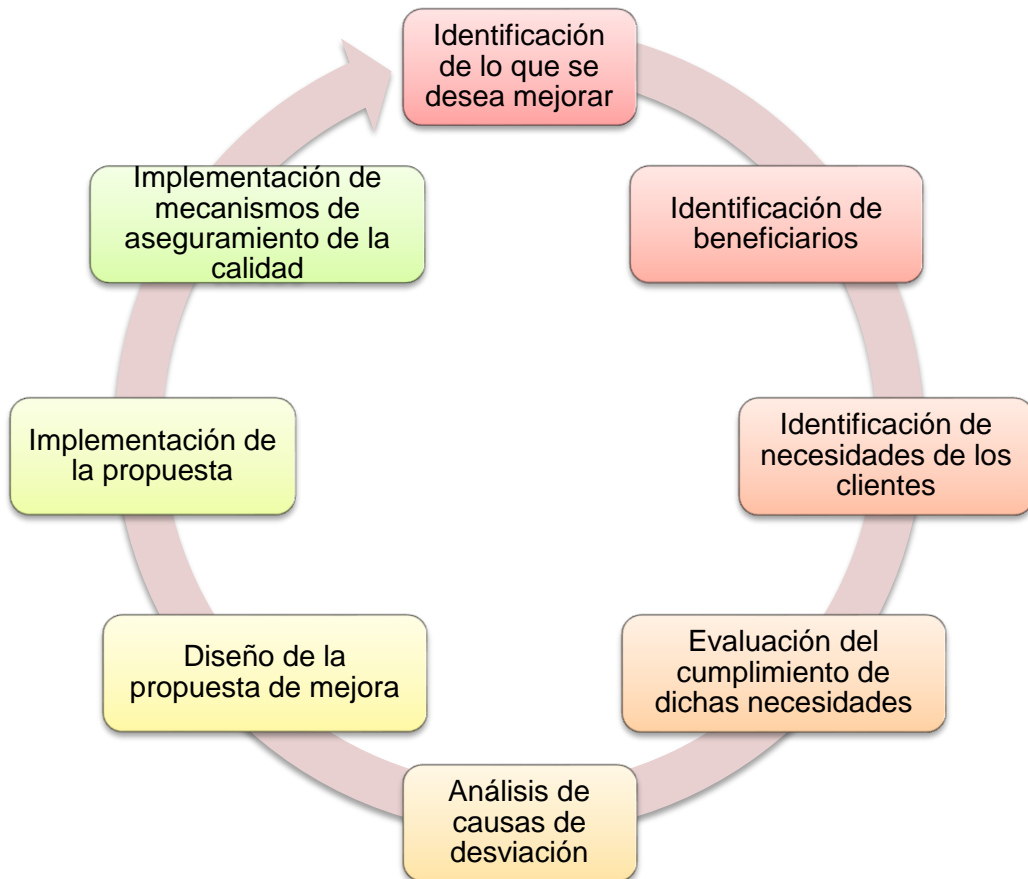 Identificación
de lo que se
desea mejorar
Identificación de
beneficiarios
Identificación de
necesidades de los
clientes
Evaluación del
cumplimiento de
dichas necesidades
Análisis de
causas de
desviación
Diseño de la
propuesta de mejora
Implementación de
la propuesta
Implementación de
mecanismos de
aseguramiento de la
calidad